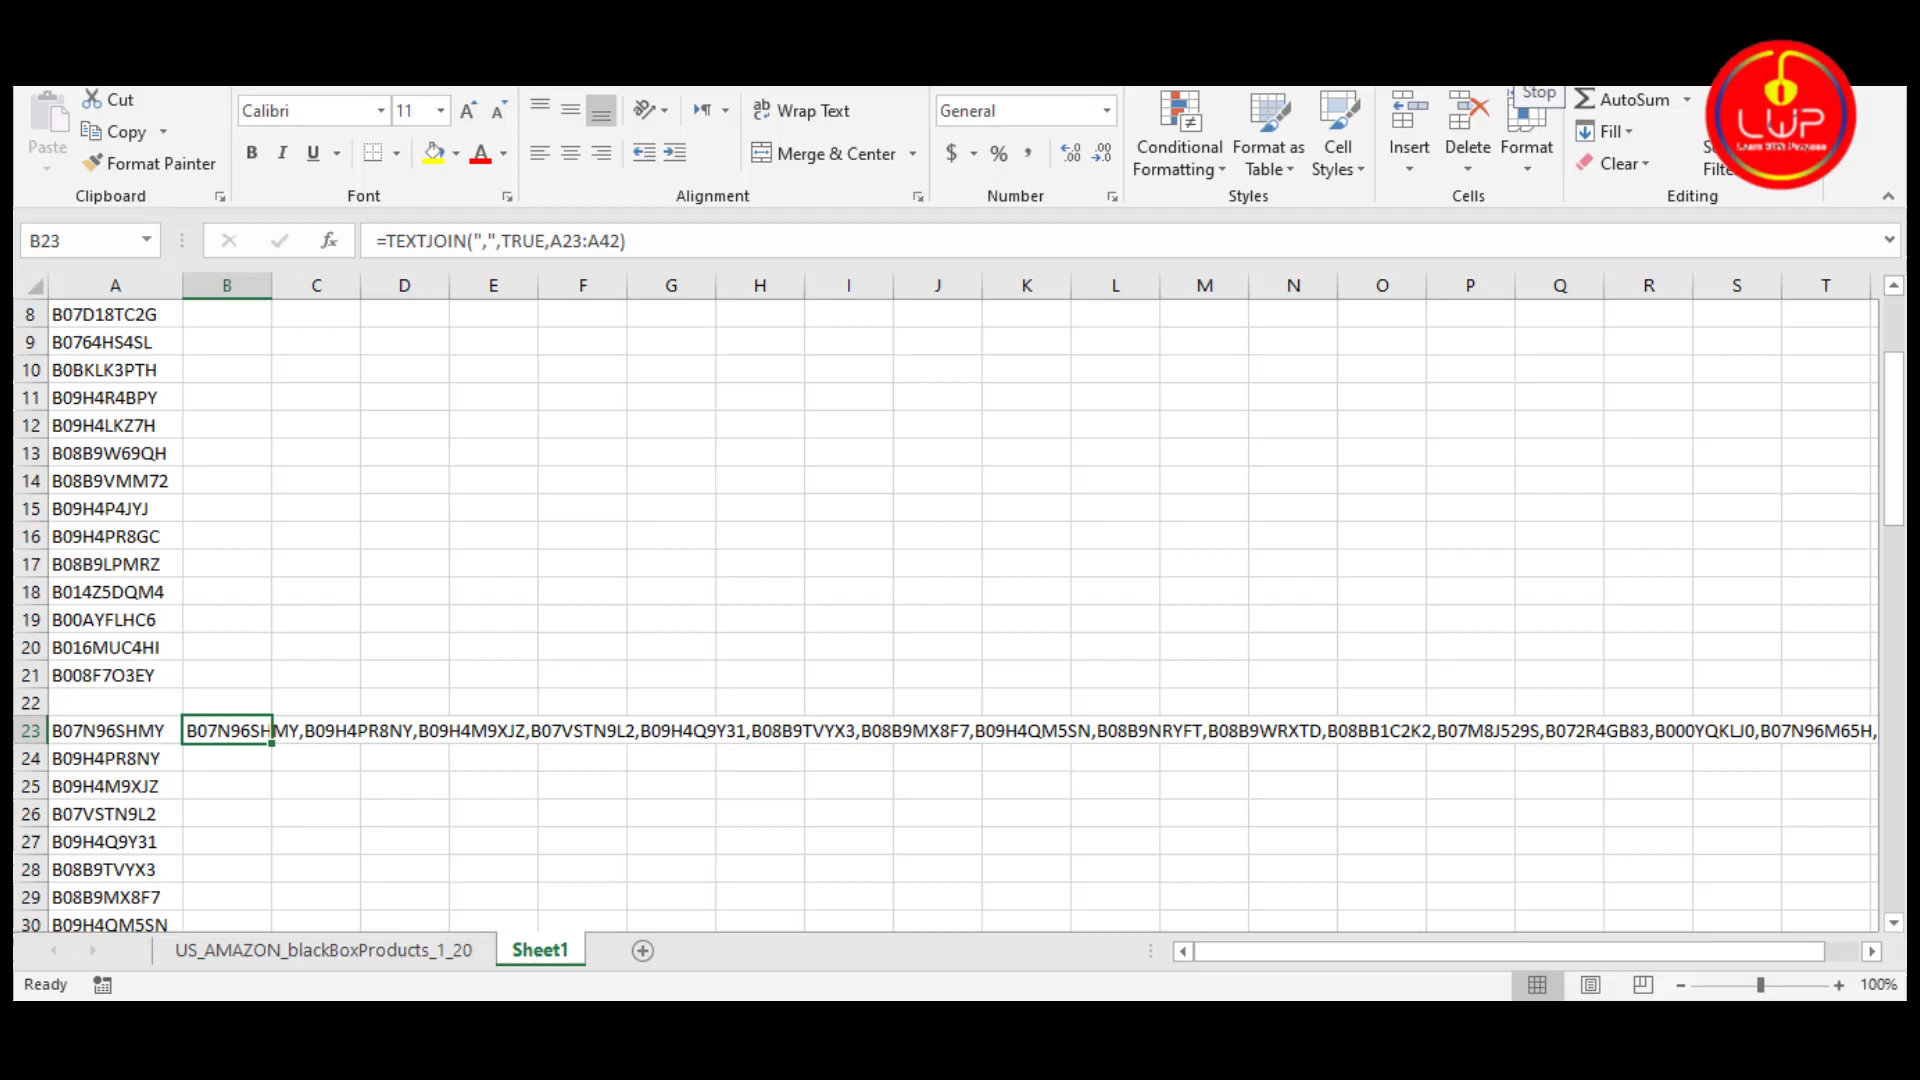 Cut
Copy
Format Painter
Paste
Clipboard
Calibri
11
B I U
Font
Wrap Text
Merge & Center
Alignment
General
$ % ,
Number
Conditional Formatting
Format as Table
Cell Styles
Styles
Insert
Delete
Format
Stop
Cells
AutoSum
Fill
Clear
Editing
LWP
B23
fx
=TEXTJOIN(",",TRUE,A23:A42)
A B C D E F G H I J K L M N O P Q R S T
8 B07D18TC2G
9 B0764HS4SL
10 B0BKLK3PTH
11 B09H4R4BPY
12 B09H4LKZ7H
13 B08B9W69QH
14 B08B9VMM72
15 B09H4P4JYJ
16 B09H4PR8GC
17 B08B9LPMRZ
18 B014Z5DQM4
19 B00AYFLHC6
20 B016MUC4HI
21 B008F7O3EY
22
23 B07N96SHMY B07N96SHMY,B09H4PR8NY,B09H4M9XJZ,B07VSTN9L2,B09H4Q9Y31,B08B9TVYX3,B08B9MX8F7,B09H4QM5SN,B08B9NRYFT,B08B9WRXTD,B08BB1C2K2,B07M8J529S,B072R4GB83,B000YQKLJ0,B07N96M65H,
24 B09H4PR8NY
25 B09H4M9XJZ
26 B07VSTN9L2
27 B09H4Q9Y31
28 B08B9TVYX3
29 B08B9MX8F7
30 B09H4QM5SN
US_AMAZON_blackBoxProducts_1_20
Sheet1
Ready
100%